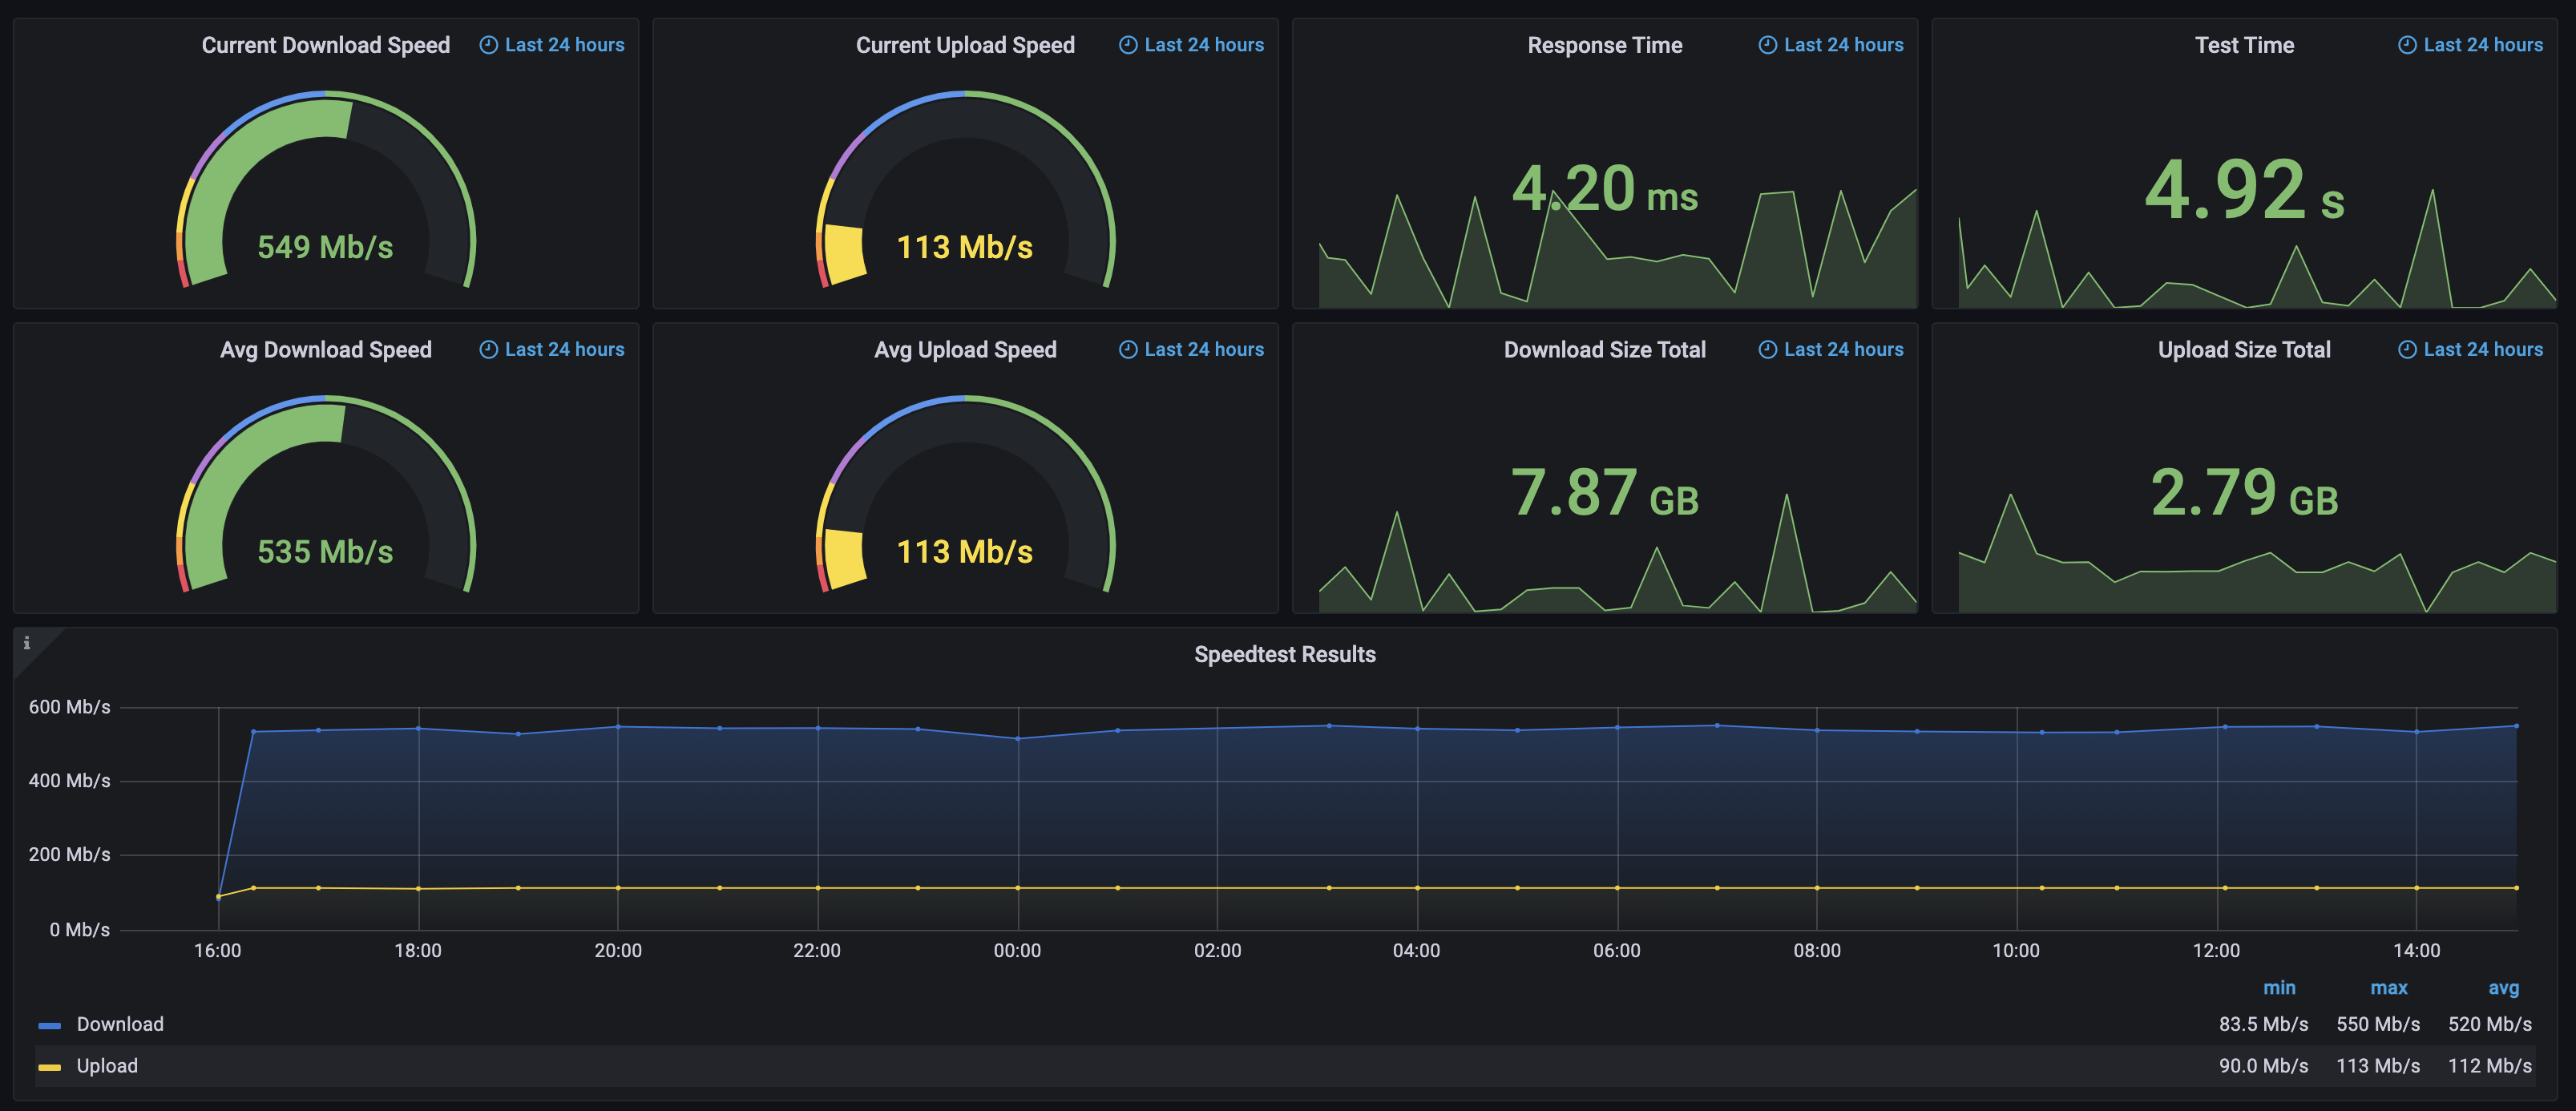 Current Download Speed Last 24 hours
549 Mb/s
Current Upload Speed Last 24 hours
113 Mb/s
Response Time Last 24 hours
4.20 ms
Test Time Last 24 hours
4.92 s
Avg Download Speed Last 24 hours
535 Mb/s
Avg Upload Speed Last 24 hours
113 Mb/s
Download Size Total Last 24 hours
7.87 GB
Upload Size Total Last 24 hours
2.79 GB
i
Speedtest Results
600 Mb/s
400 Mb/s
200 Mb/s
0 Mb/s
16:00 18:00 20:00 22:00 00:00 02:00 04:00 06:00 08:00 10:00 12:00 14:00
min max avg
Download 83.5 Mb/s 550 Mb/s 520 Mb/s
Upload 90.0 Mb/s 113 Mb/s 112 Mb/s